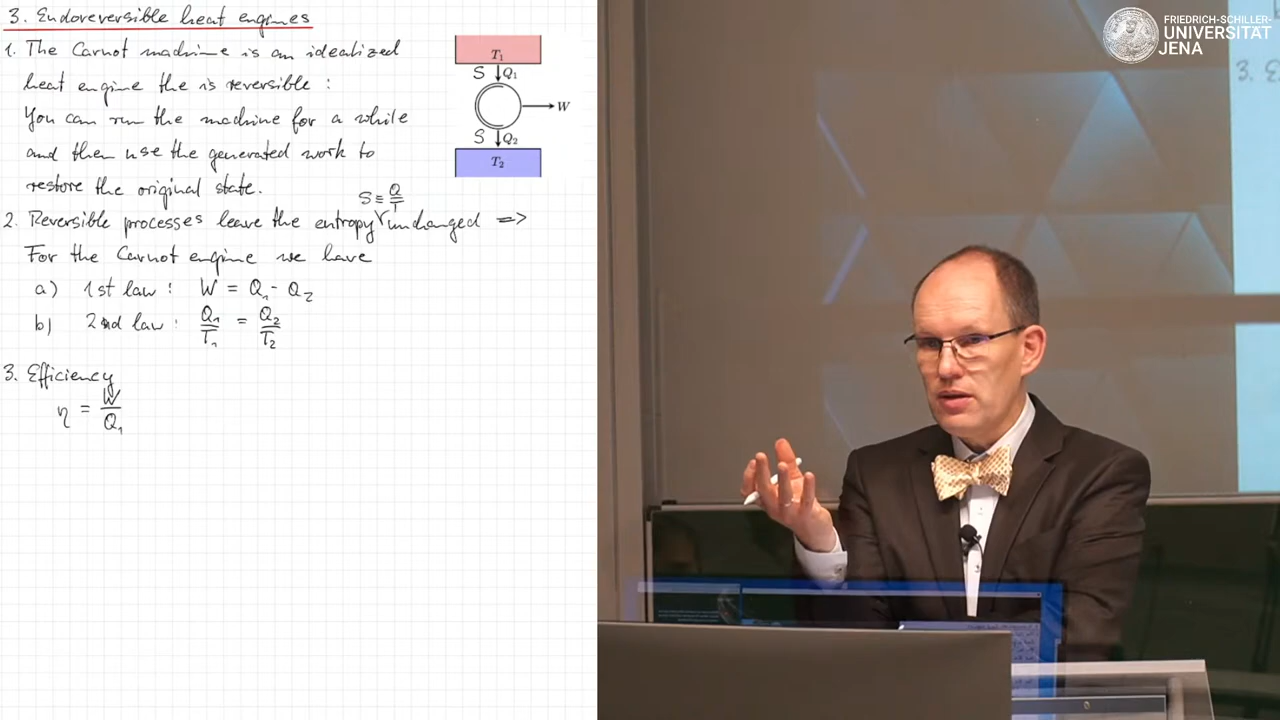 3. Endoreversible heat engines
1. The Carnot machine is an idealized
heat engine the is reversible :
You can run the machine for a while
and then use the generated work to
restore the original state.
S ≡ Q/T
2. Reversible processes leave the entropy unchanged =>
For the Carnot engine we have
a) 1st law : W = Q₁ - Q₂
b) 2nd law : Q₁/T₁ = Q₂/T₂
3. Efficiency
η = W/Q₁
T₁
S Q₁
W
S Q₂
T₂
FRIEDRICH-SCHILLER-
UNIVERSITÄT
JENA
3. E